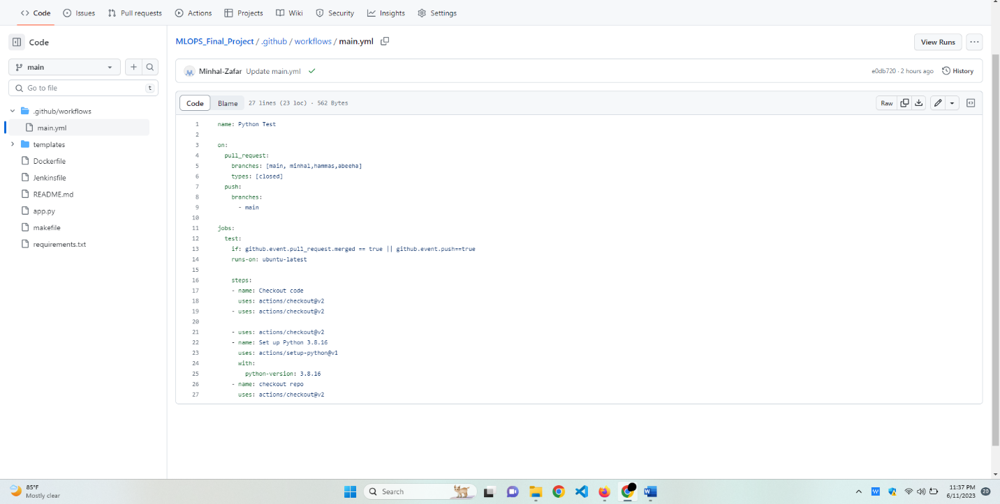 Code Issues Pull requests Actions Projects Wiki Security Insights Settings
Code
main
Go to file t
.github/workflows
main.yml
templates
Dockerfile
Jenkinsfile
README.md
app.py
makefile
requirements.txt
MLOPS_Final_Project / .github / workflows / main.yml
View Runs
Minhal-Zafar Update main.yml
e0db720 · 2 hours ago History
Code Blame 27 lines (23 loc) · 562 Bytes
Raw
1 name: Python Test
2
3 on:
4 pull_request:
5 branches: [main, minhal,hammas,abeeha]
6 types: [closed]
7 push:
8 branches:
9 - main
10
11 jobs:
12 test:
13 if: github.event.pull_request.merged == true || github.event.push==true
14 runs-on: ubuntu-latest
15
16 steps:
17 - name: Checkout code
18 uses: actions/checkout@v2
19 - uses: actions/checkout@v2
20
21 - uses: actions/checkout@v2
22 - name: Set up Python 3.8.16
23 uses: actions/setup-python@v1
24 with:
25 python-version: 3.8.16
26 - name: checkout repo
27 uses: actions/checkout@v2
85°F
Mostly clear
Search
11:37 PM
6/11/2023
20